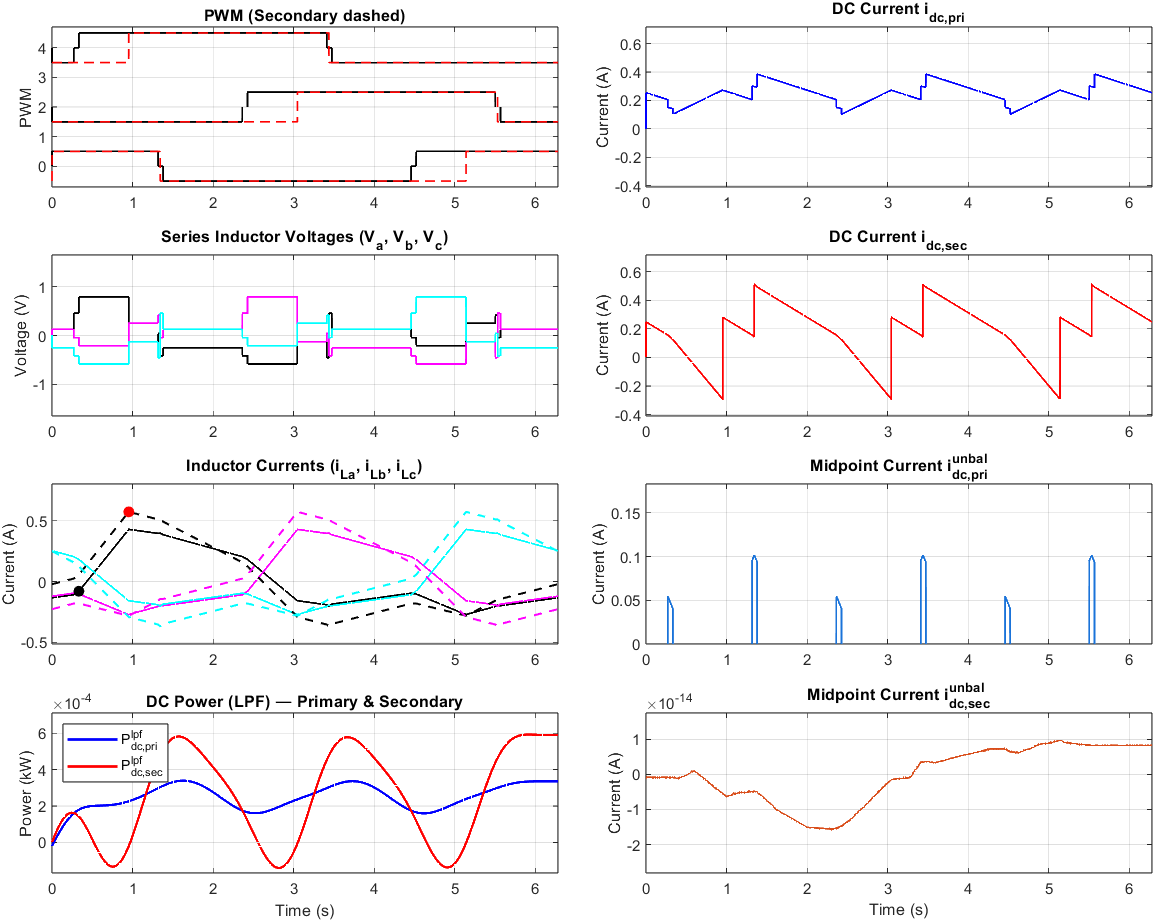 PWM (Secondary dashed)
PWM
4
3
2
1
0
0 1 2 3 4 5 6
DC Current i_dc,pri
Current (A)
0.6
0.4
0.2
0
-0.2
-0.4
0 1 2 3 4 5 6
Series Inductor Voltages (V_a, V_b, V_c)
Voltage (V)
1
0
-1
0 1 2 3 4 5 6
DC Current i_dc,sec
Current (A)
0.6
0.4
0.2
0
-0.2
-0.4
0 1 2 3 4 5 6
Inductor Currents (i_La, i_Lb, i_Lc)
Current (A)
0.5
0
-0.5
0 1 2 3 4 5 6
Midpoint Current i^unbal_dc,pri
Current (A)
0.15
0.1
0.05
0
0 1 2 3 4 5 6
DC Power (LPF) — Primary & Secondary
×10^-4
Power (kW)
6
4
2
0
P^lpf_dc,pri
P^lpf_dc,sec
0 1 2 3 4 5 6
Time (s)
Midpoint Current i^unbal_dc,sec
×10^-14
Current (A)
1
0
-1
-2
0 1 2 3 4 5 6
Time (s)